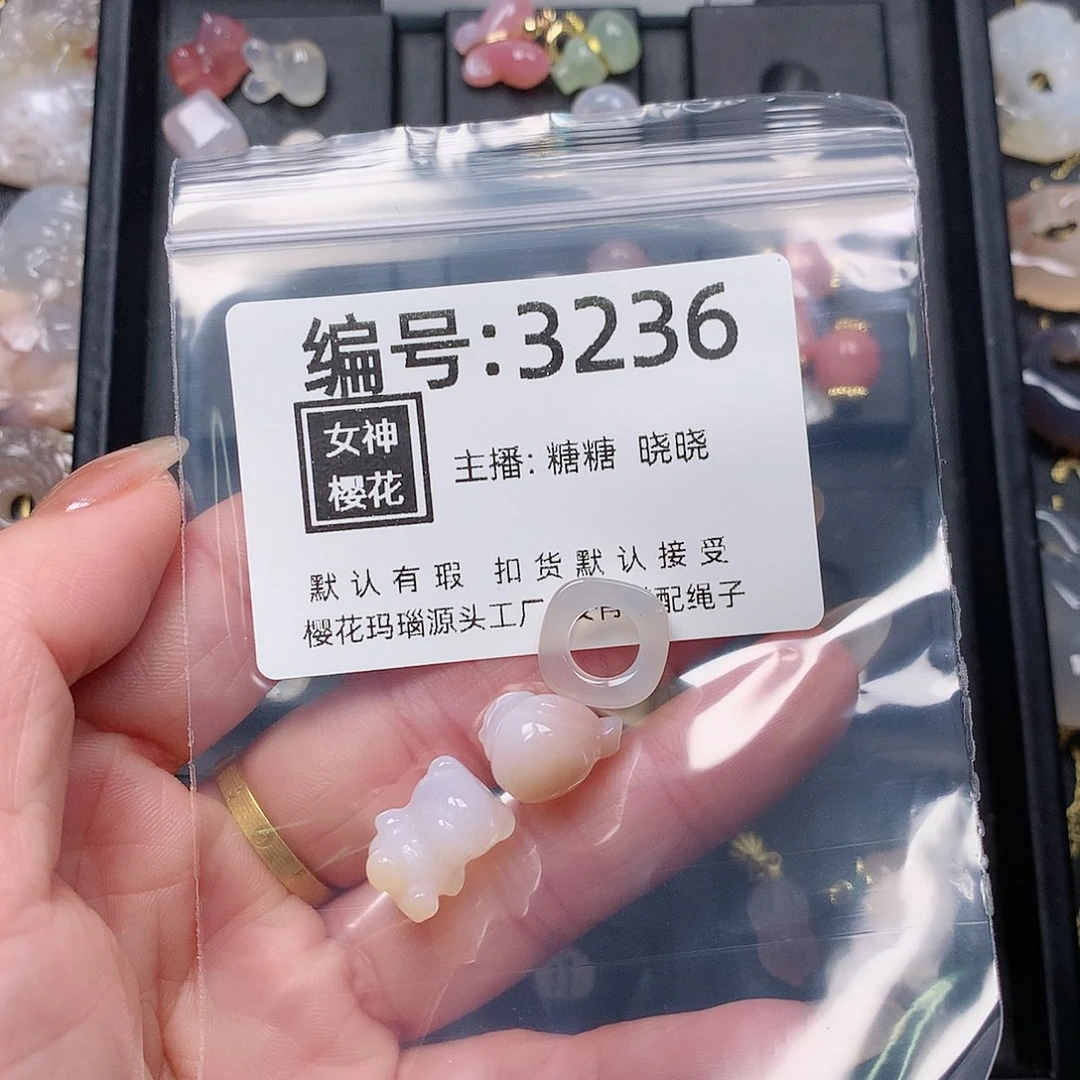 编号:3236
女神
樱花
主播: 糖糖 晓晓
默认有瑕 扣货默认接受
樱花玛瑙源头工厂 配绳子